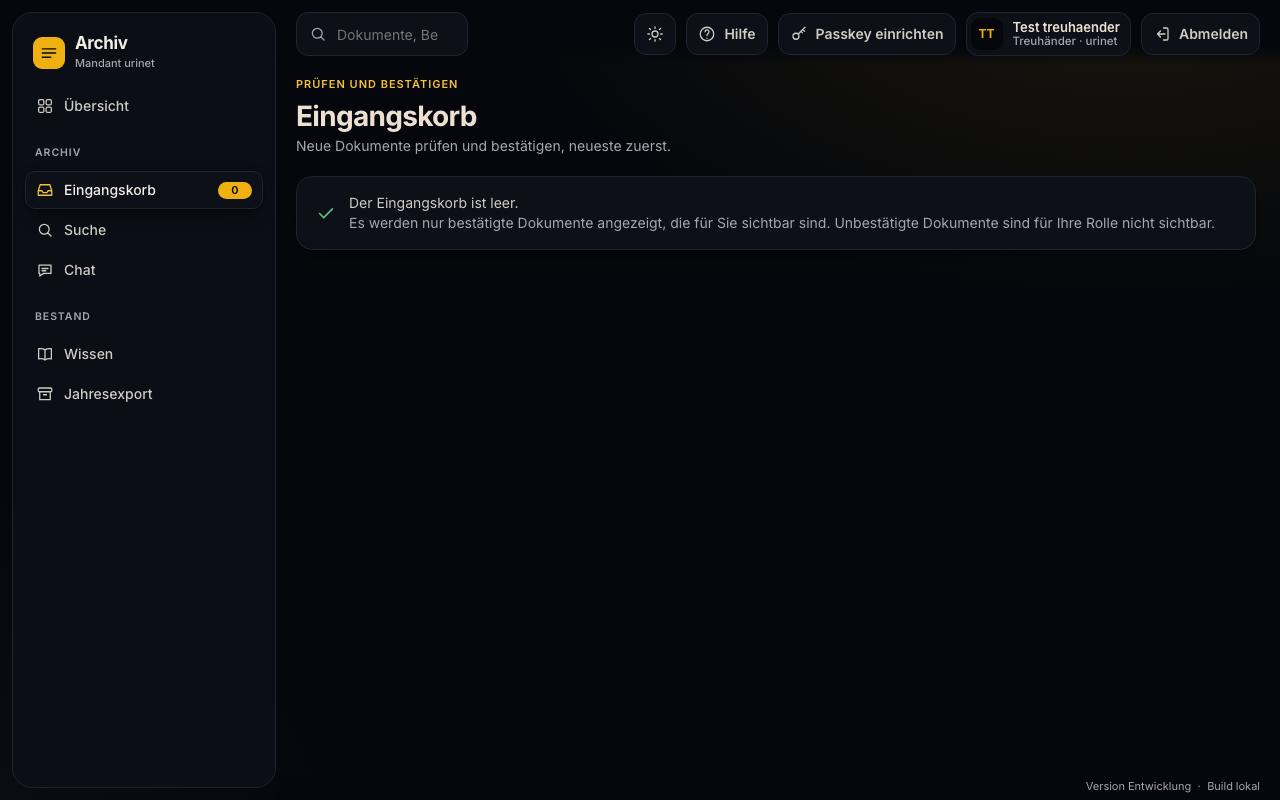 Archiv
Mandant urinet
Übersicht
ARCHIV
Eingangskorb 0
Suche
Chat
BESTAND
Wissen
Jahresexport
Dokumente, Be
Hilfe
Passkey einrichten
TT
Test treuhaender
Treuhänder · urinet
Abmelden
PRÜFEN UND BESTÄTIGEN
Eingangskorb
Neue Dokumente prüfen und bestätigen, neueste zuerst.
Der Eingangskorb ist leer.
Es werden nur bestätigte Dokumente angezeigt, die für Sie sichtbar sind. Unbestätigte Dokumente sind für Ihre Rolle nicht sichtbar.
Version Entwicklung · Build lokal